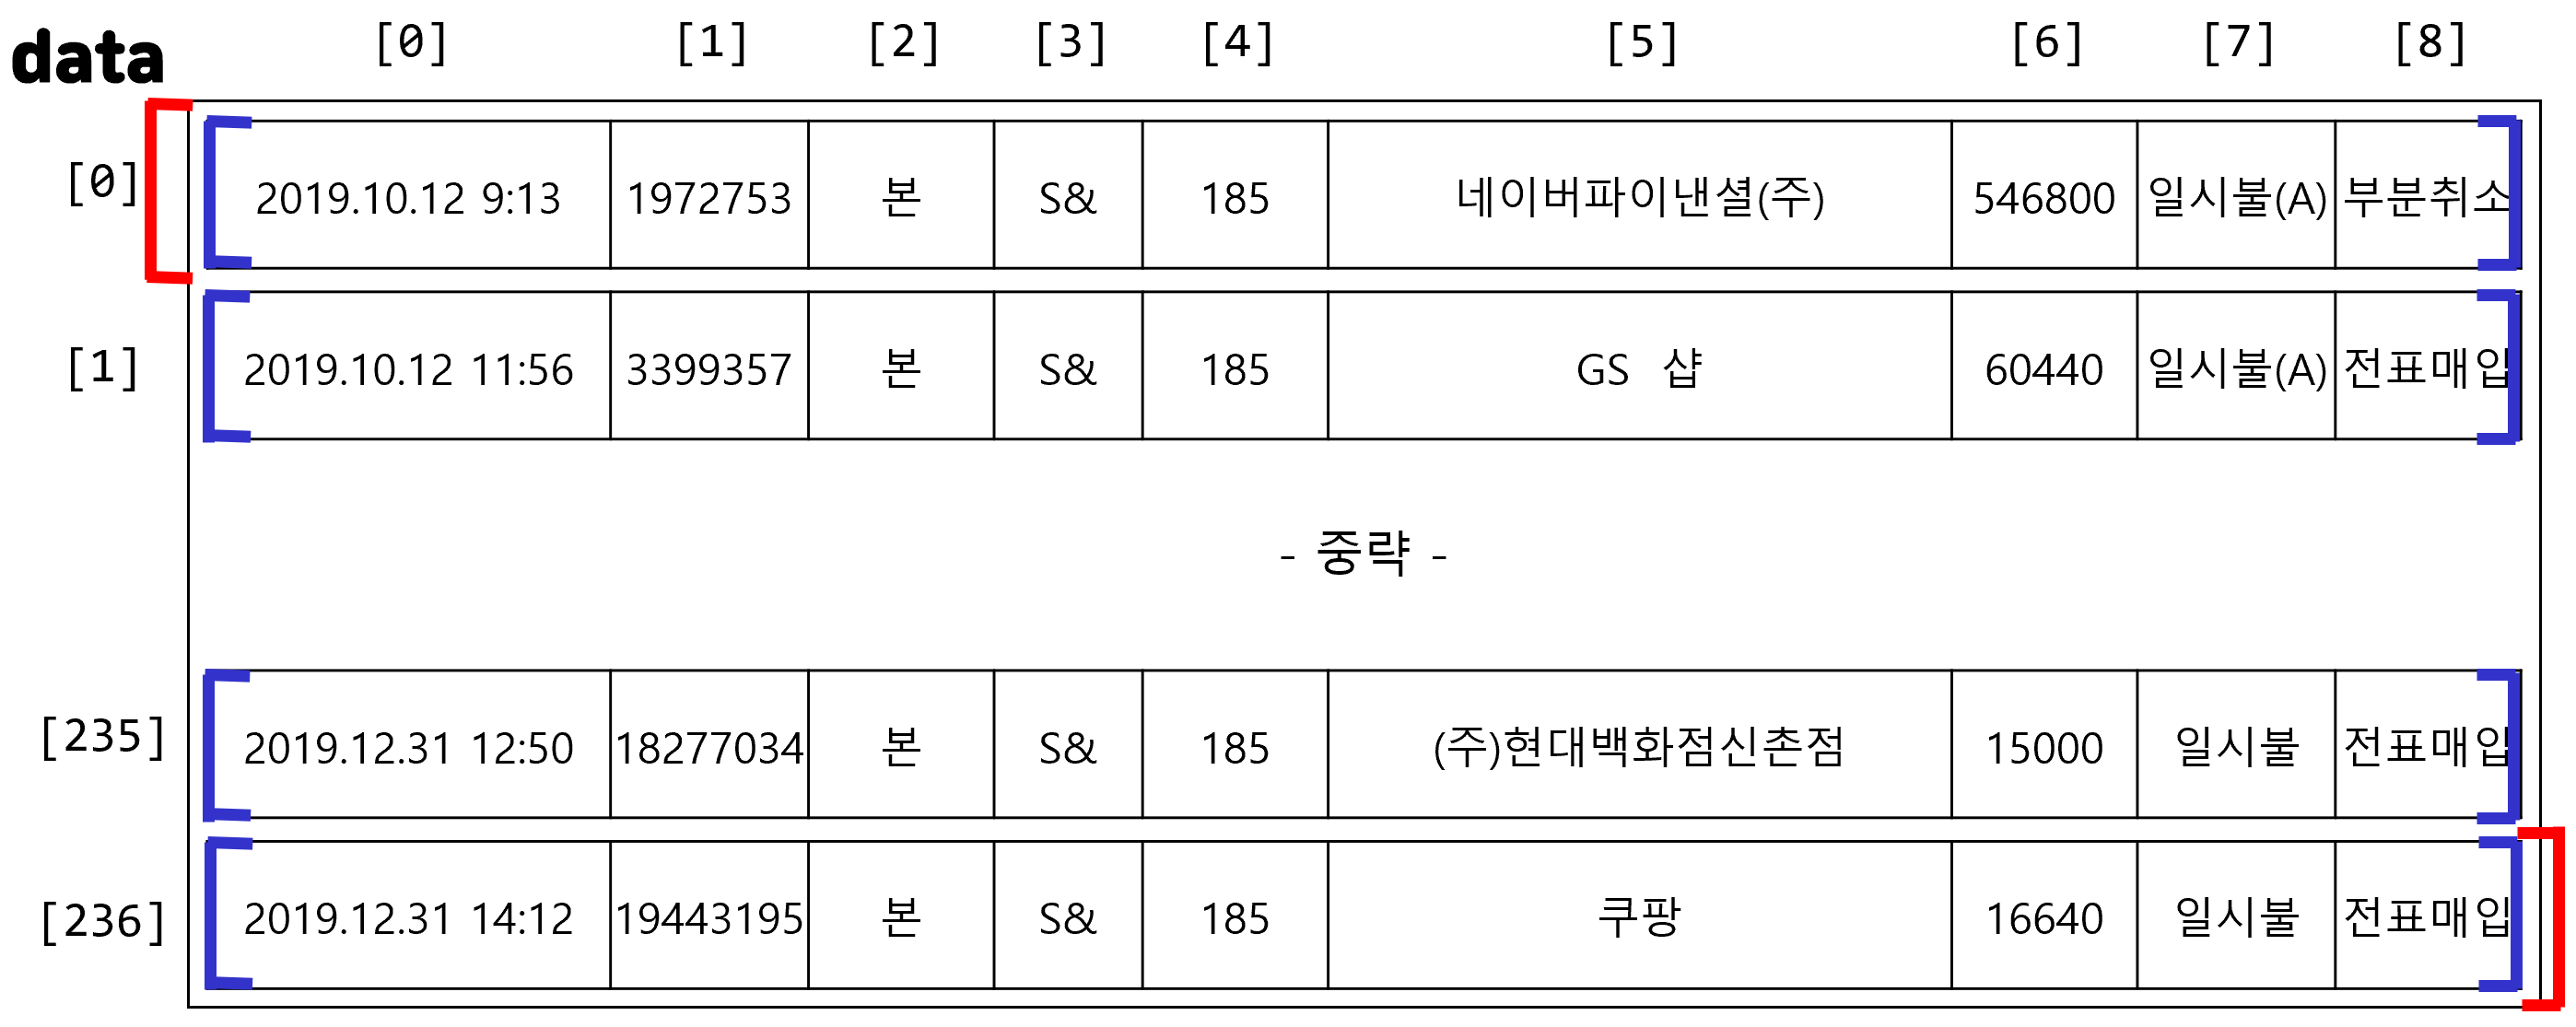 data [0] [1] [2] [3] [4] [5] [6] [7] [8]
[0] 2019.10.12 9:13 1972753 본 S& 185 네이버파이낸셜(주) 546800 일시불(A) 부분취소
[1] 2019.10.12 11:56 3399357 본 S& 185 GS 샵 60440 일시불(A) 전표매입
- 중략 -
[235] 2019.12.31 12:50 18277034 본 S& 185 (주)현대백화점신촌점 15000 일시불 전표매입
[236] 2019.12.31 14:12 19443195 본 S& 185 쿠팡 16640 일시불 전표매입